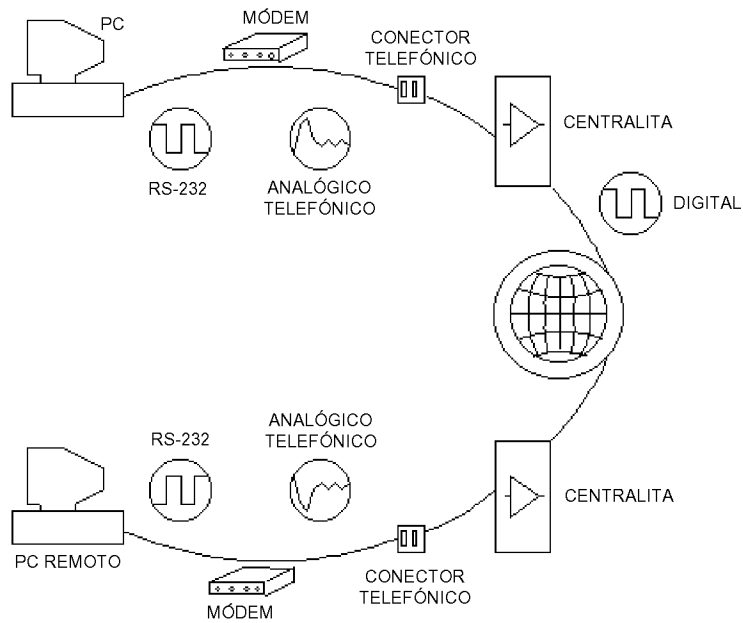 PC
MÓDEM
CONECTOR
TELEFÓNICO
CENTRALITA
RS-232
ANALÓGICO
TELEFÓNICO
DIGITAL
RS-232
ANALÓGICO
TELEFÓNICO
CENTRALITA
PC REMOTO
MÓDEM
CONECTOR
TELEFÓNICO